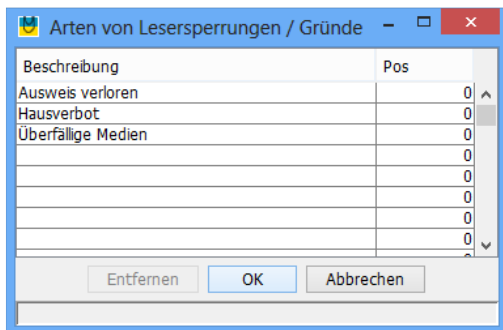 Arten von Lesersperrungen / Gründe
Beschreibung Pos
Ausweis verloren 0
Hausverbot 0
Überfällige Medien 0
0
0
0
0
0
Entfernen OK Abbrechen